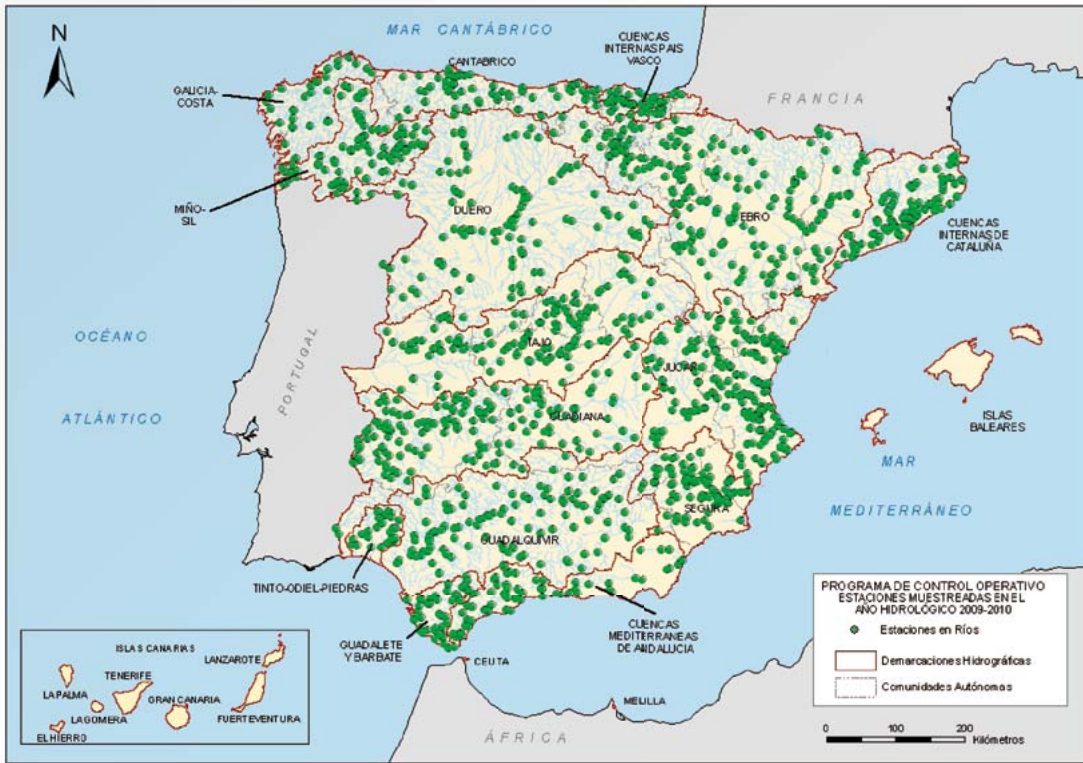 N
MAR CANTÁBRICO
CUENCAS
INTERNAS PAIS
VASCO
CANTABRICO
GALICIA-
COSTA
FRANCIA
MIÑO-
SIL
DUERO
EBRO
CUENCAS
INTERNAS DE
CATALUÑA
OCÉANO
ATLÁNTICO
PORTUGAL
TAJO
JUCAR
GUADIANA
ISLAS
BALEARES
MAR
MEDITERRÁNEO
SEGURA
GUADALQUIVIR
TINTO-ODIEL-PIEDRAS
GUADALETE
Y BARBATE
CUENCAS
MEDITERRANEAS
DE ANDALUCIA
CEUTA
MELILLA
ÁFRICA
ISLAS CANARIAS
LANZAROTE
LA PALMA
TENERIFE
GRAN CANARIA
LA GOMERA
FUERTEVENTURA
EL HIERRO
PROGRAMA DE CONTROL OPERATIVO
ESTACIONES MUESTREADAS EN EL
AÑO HIDROLÓGICO 2009-2010
Estaciones en Ríos
Demarcaciones Hidrográficas
Comunidades Autónomas
0 100 200
Kilómetros